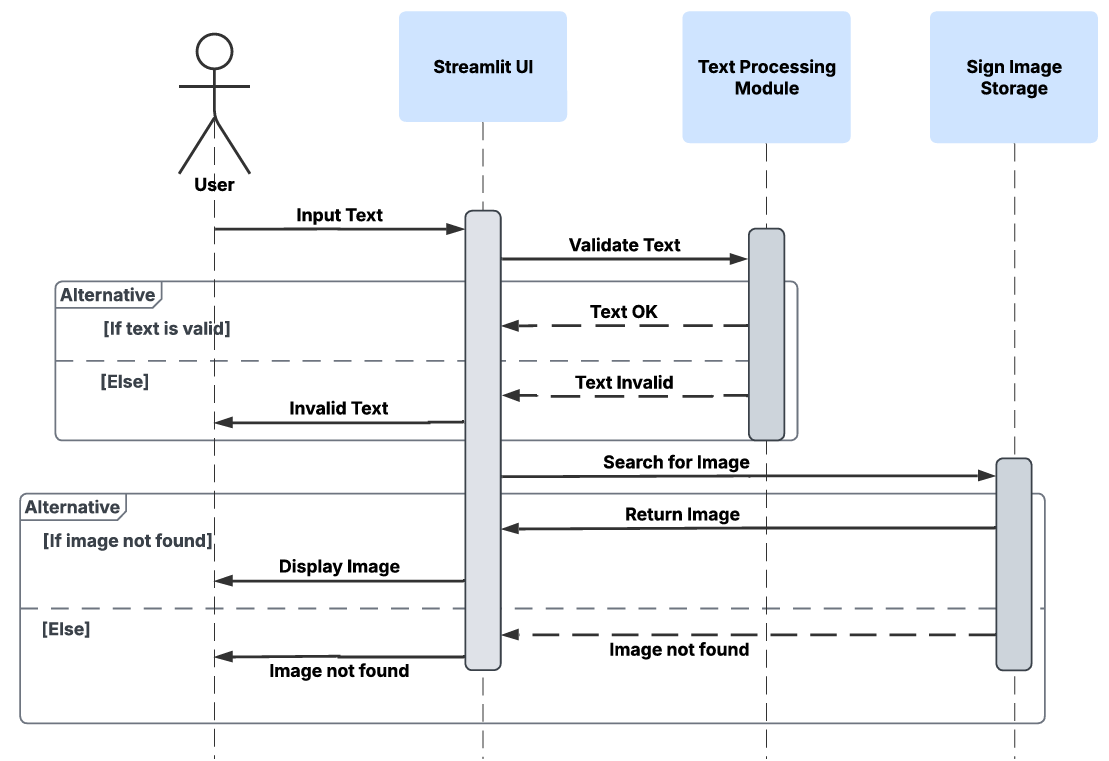 Streamlit UI
Text Processing
Module
Sign Image
Storage
User
Input Text
Validate Text
Alternative
Text OK
[If text is valid]
[Else]
Text Invalid
Invalid Text
Search for Image
Alternative
Return Image
[If image not found]
Display Image
[Else]
Image not found
Image not found